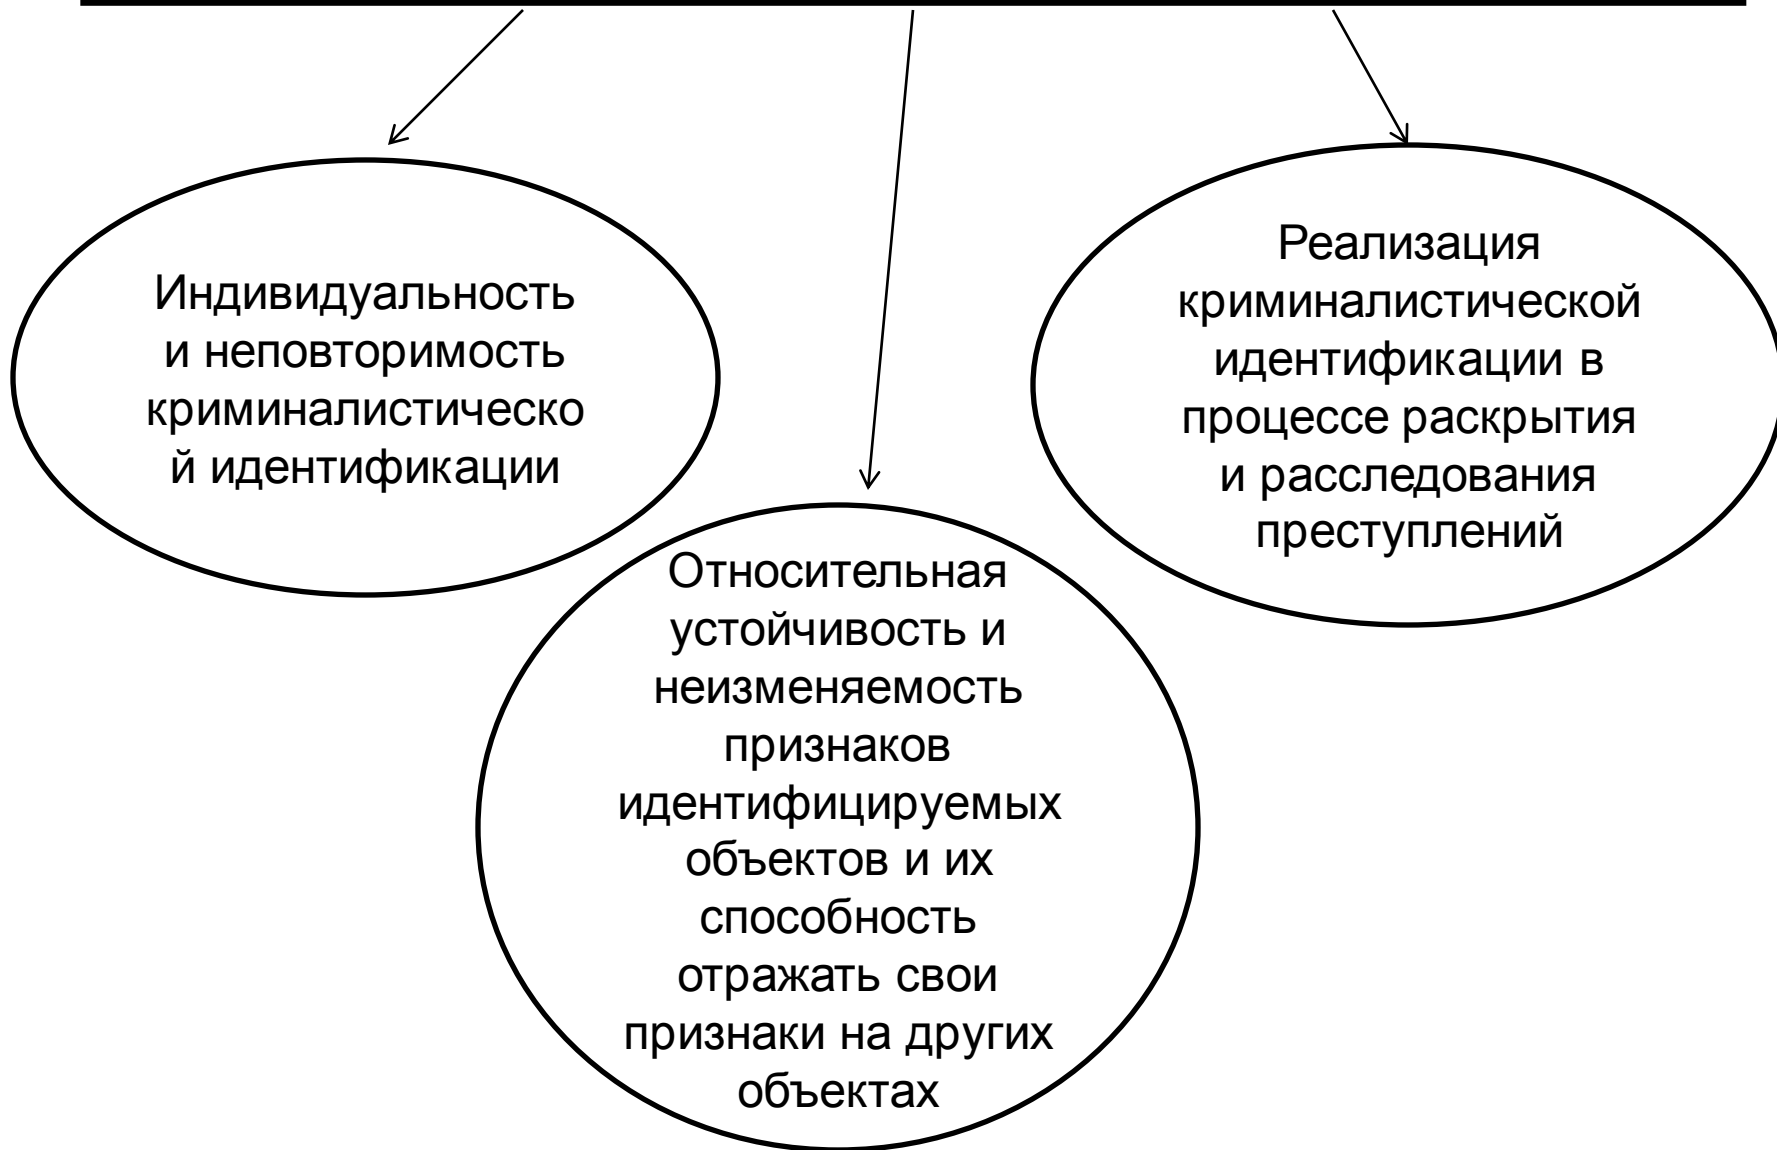 Индивидуальность
и неповторимость
криминалистическо
й идентификации
Относительная
устойчивость и
неизменяемость
признаков
идентифицируемых
объектов и их
способность
отражать свои
признаки на других
объектах
Реализация
криминалистической
идентификации в
процессе раскрытия
и расследования
преступлений